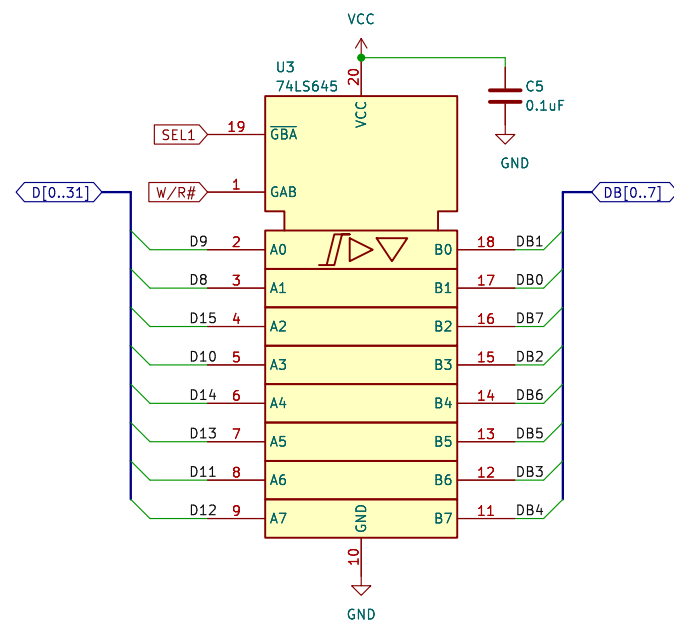 VCC
U3
74LS645
20
VCC
C5
0.1uF
GND
SEL1
19
GBA
W/R#
1
GAB
D[0..31]
DB[0..7]
D9 2 A0 B0 18 DB1
D8 3 A1 B1 17 DB0
D15 4 A2 B2 16 DB7
D10 5 A3 B3 15 DB2
D14 6 A4 B4 14 DB6
D13 7 A5 B5 13 DB5
D11 8 A6 B6 12 DB3
D12 9 A7 B7 11 DB4
GND
10
GND